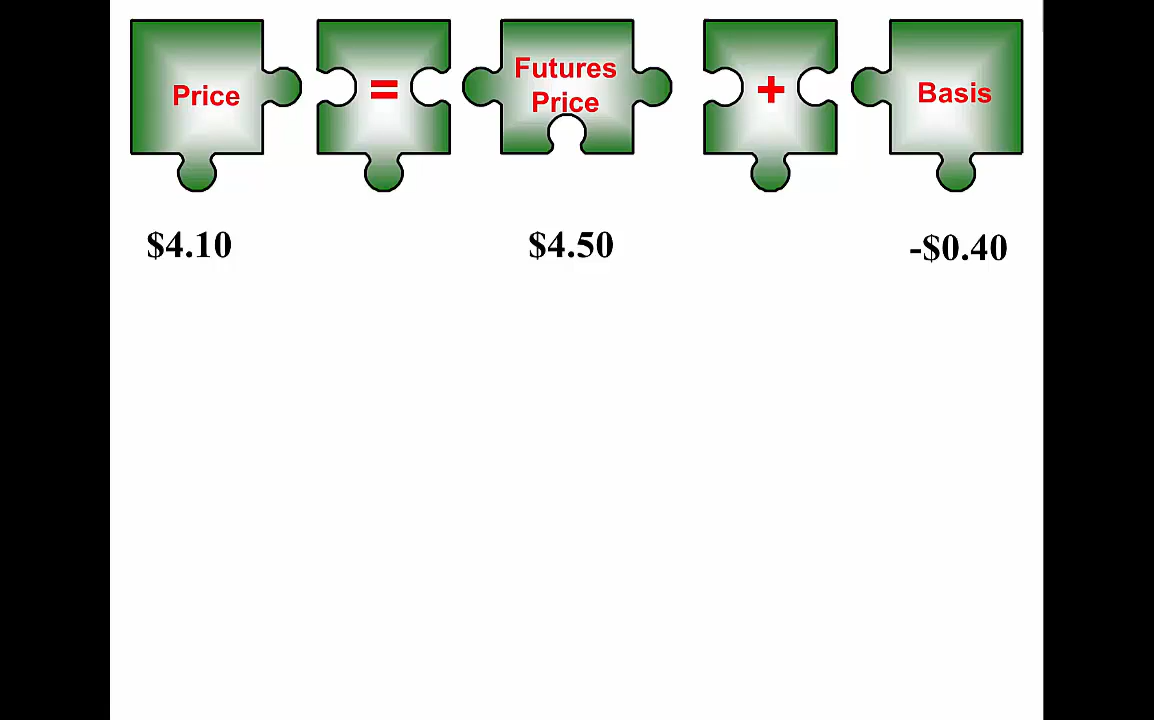 Price
=
Futures
Price
+
Basis
$4.10
$4.50
-$0.40